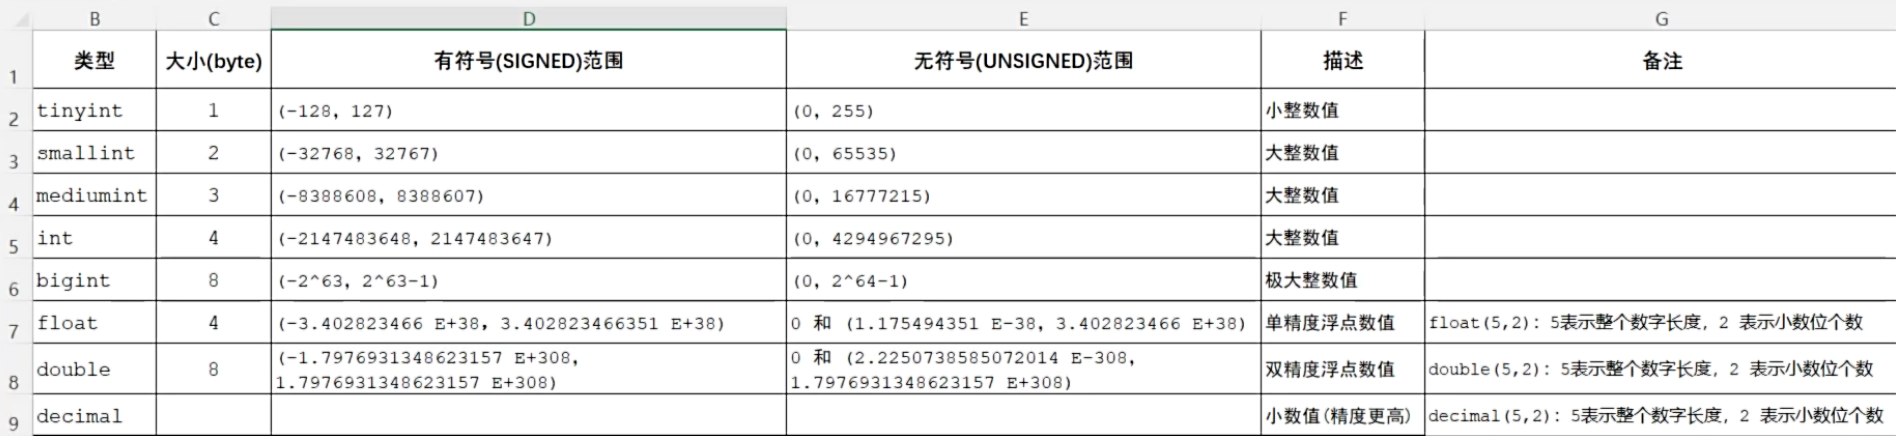 B C D E F G
1 类型 大小(byte) 有符号(SIGNED)范围 无符号(UNSIGNED)范围 描述 备注
2 tinyint 1 (-128, 127) (0, 255) 小整数值
3 smallint 2 (-32768, 32767) (0, 65535) 大整数值
4 mediumint 3 (-8388608, 8388607) (0, 16777215) 大整数值
5 int 4 (-2147483648, 2147483647) (0, 4294967295) 大整数值
6 bigint 8 (-2^63, 2^63-1) (0, 2^64-1) 极大整数值
7 float 4 (-3.402823466 E+38, 3.402823466351 E+38) 0 和 (1.175494351 E-38, 3.402823466 E+38) 单精度浮点数值 float(5,2): 5表示整个数字长度, 2 表示小数位个数
8 double 8 (-1.7976931348623157 E+308,
1.7976931348623157 E+308) 0 和 (2.2250738585072014 E-308,
1.7976931348623157 E+308) 双精度浮点数值 double(5,2): 5表示整个数字长度, 2 表示小数位个数
9 decimal 小数值(精度更高) decimal(5,2): 5表示整个数字长度, 2 表示小数位个数